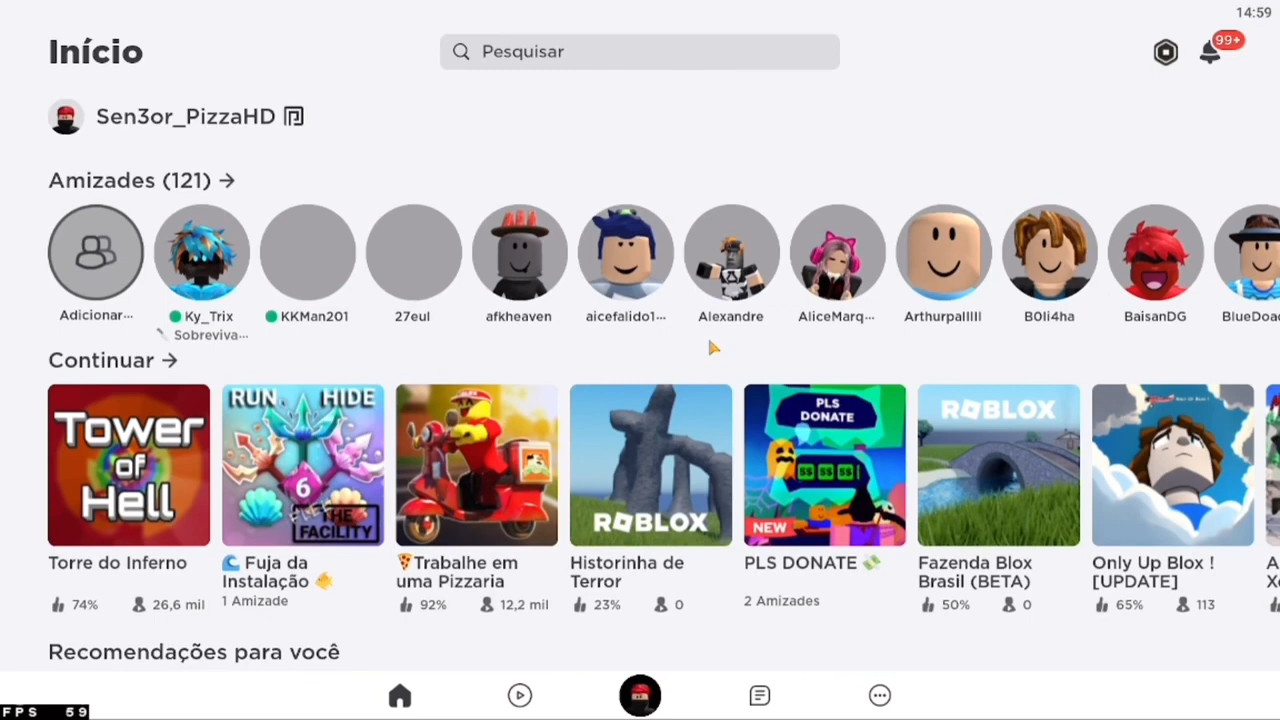 14:59
Início
Pesquisar
99+
Sen3or_PizzaHD
Amizades (121) →
Adicionar...
Ky_Trix
Sobreviva...
KKMan201
27eul
afkheaven
aicefalido1...
Alexandre
AliceMarq...
ArthurpallIlI
B0li4ha
BaisanDG
Continuar →
Tower
of
Hell
RUN. HIDE
6
THE
FACILITY
ROBLOX
PLS
DONATE
5$ 5$ 5$!
NEW
ROBLOX
Torre do Inferno
74% 26,6 mil
🌊 Fuja da
Instalação
1 Amizade
🍕Trabalhe em
uma Pizzaria
92% 12,2 mil
Historinha de
Terror
23% 0
PLS DONATE 💸
2 Amizades
Fazenda Blox
Brasil (BETA)
50% 0
Only Up Blox !
[UPDATE]
65% 113
Recomendações para você
FPS 59